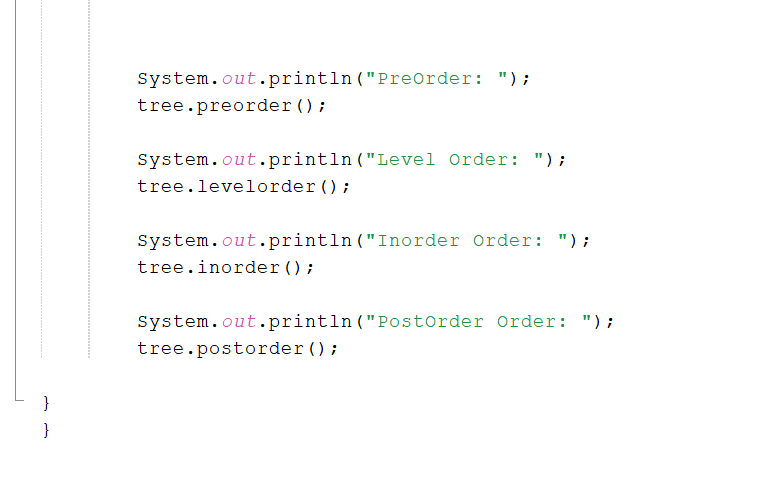 System.out.println("PreOrder: ");
tree.preorder();
System.out.println("Level Order: ");
tree.levelorder();
System.out.println("Inorder Order: ");
tree.inorder();
System.out.println("PostOrder Order: ");
tree.postorder();
}
}